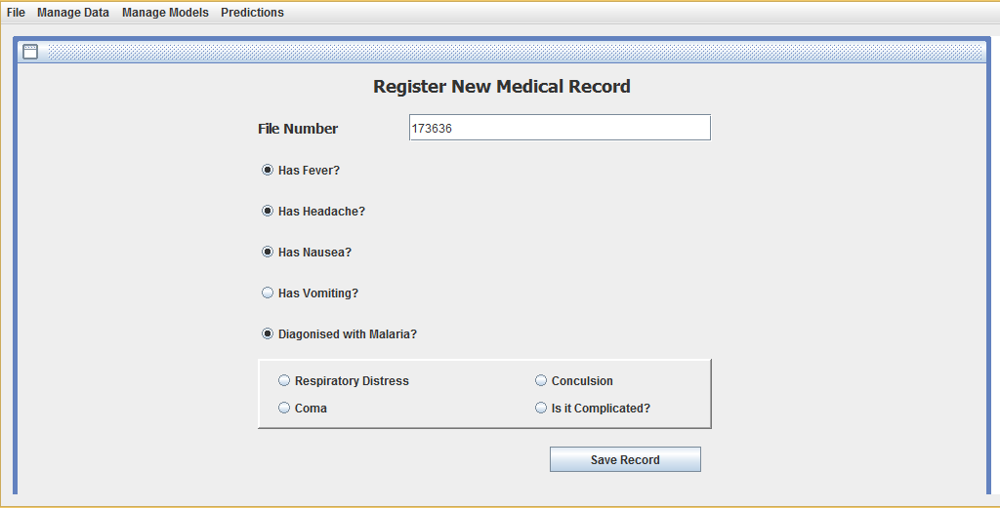 File Manage Data Manage Models Predictions
Register New Medical Record
File Number 173636
Has Fever?
Has Headache?
Has Nausea?
Has Vomiting?
Diagonised with Malaria?
Respiratory Distress Conculsion
Coma Is it Complicated?
Save Record